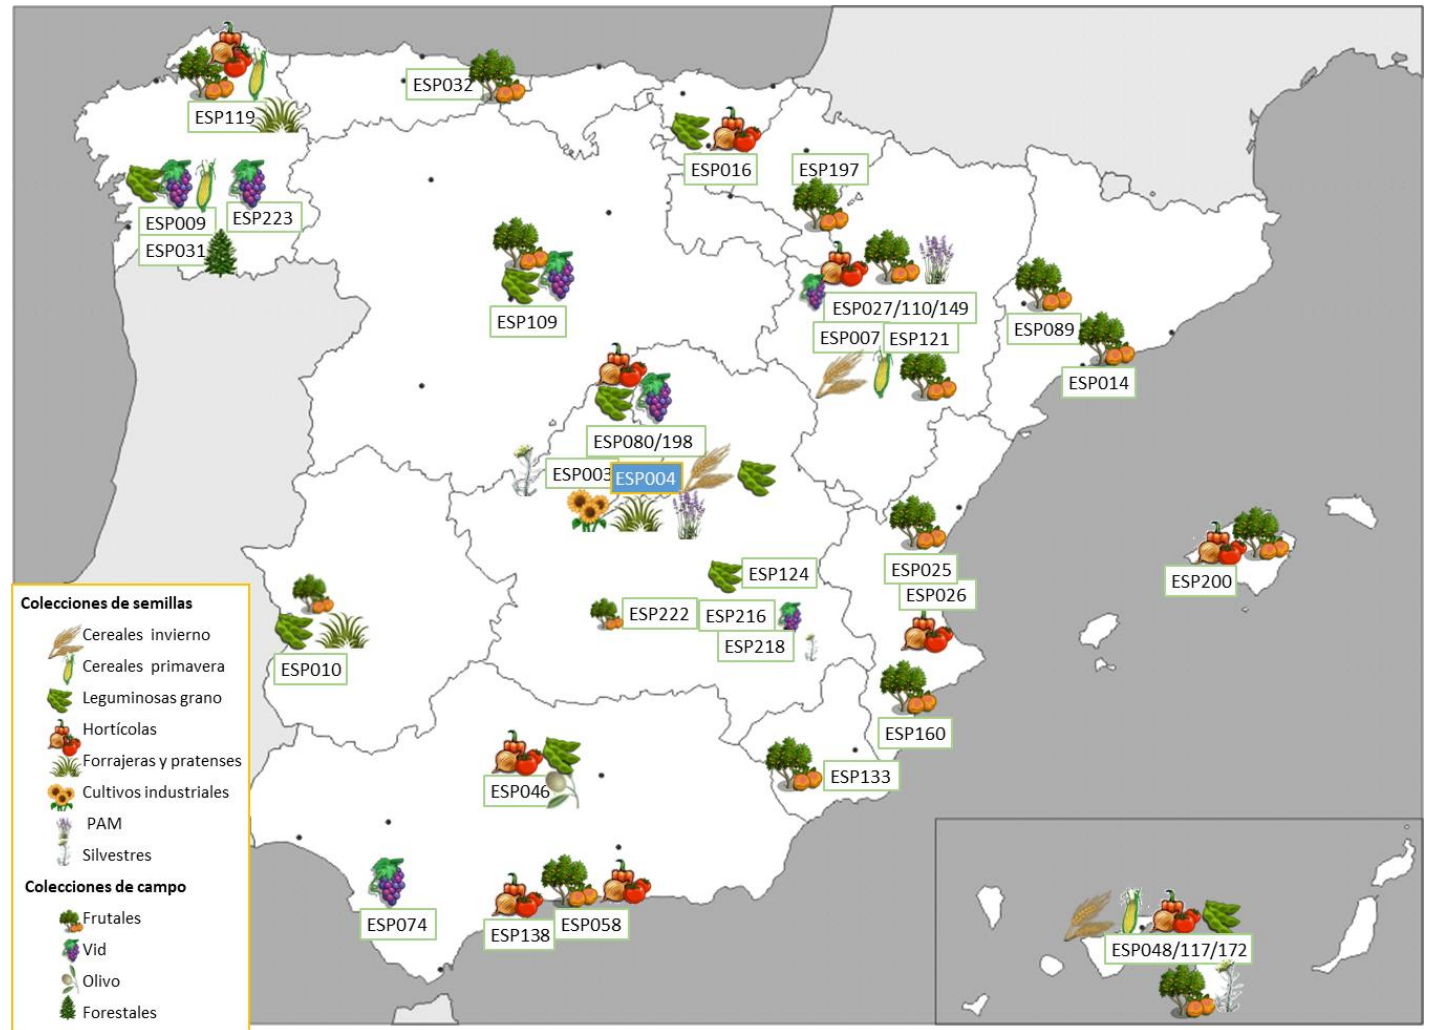 ESP032
ESP119
ESP016
ESP197
ESP009
ESP223
ESP031
ESP109
ESP027/110/149
ESP007
ESP121
ESP089
ESP014
ESP080/198
ESP003
ESP004
ESP124
ESP222
ESP216
ESP218
ESP025
ESP026
ESP200
ESP010
ESP160
ESP133
ESP046
ESP074
ESP138
ESP058
ESP048/117/172
Colecciones de semillas
Cereales invierno
Cereales primavera
Leguminosas grano
Hortícolas
Forrajeras y pratenses
Cultivos industriales
PAM
Silvestres
Colecciones de campo
Frutales
Vid
Olivo
Forestales